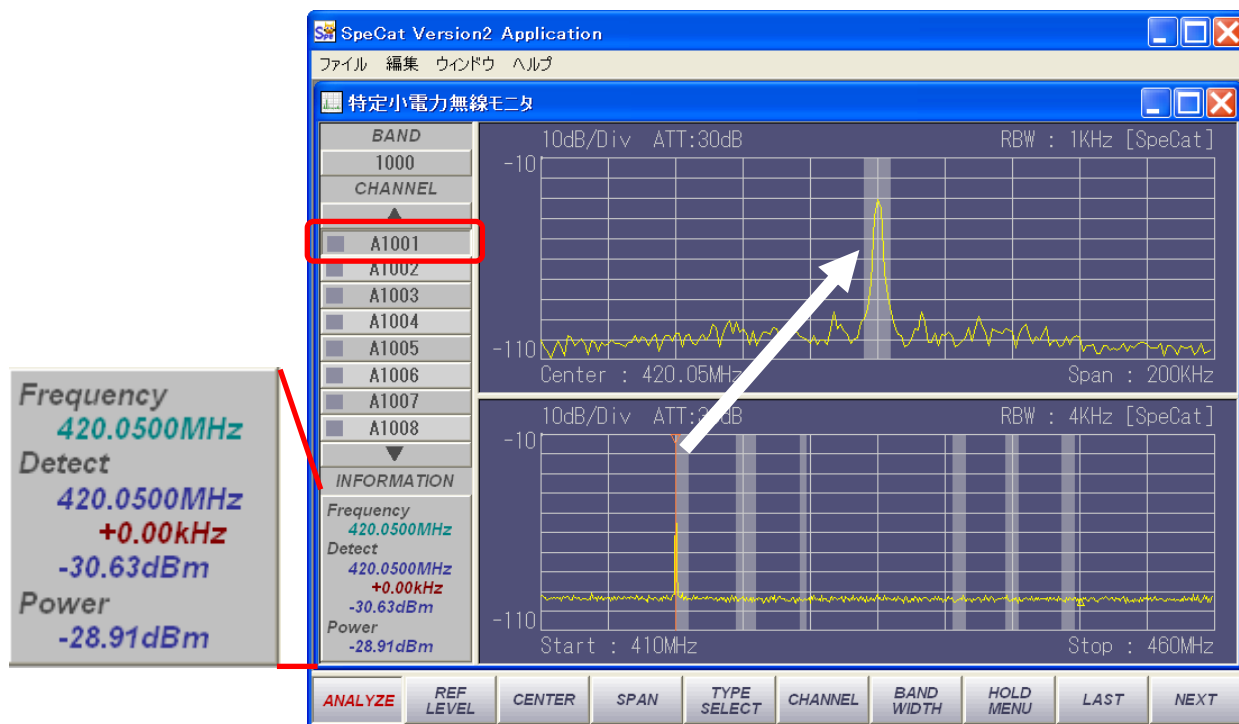 SpeCat Version2 Application
ファイル 編集 ウィンドウ ヘルプ
特定小電力無線モニタ
BAND
1000
CHANNEL
A1001
A1002
A1003
A1004
A1005
A1006
A1007
A1008
INFORMATION
Frequency
420.0500MHz
Detect
420.0500MHz
+0.00kHz
-30.63dBm
Power
-28.91dBm
10dB/Div ATT:30dB RBW : 1KHz [SpeCat]
-10
-110
Center : 420.05MHz Span : 200KHz
10dB/Div ATT:30dB RBW : 4KHz [SpeCat]
-10
-110
Start : 410MHz Stop : 460MHz
Frequency
420.0500MHz
Detect
420.0500MHz
+0.00kHz
-30.63dBm
Power
-28.91dBm
ANALYZE
REF
LEVEL
CENTER
SPAN
TYPE
SELECT
CHANNEL
BAND
WIDTH
HOLD
MENU
LAST
NEXT